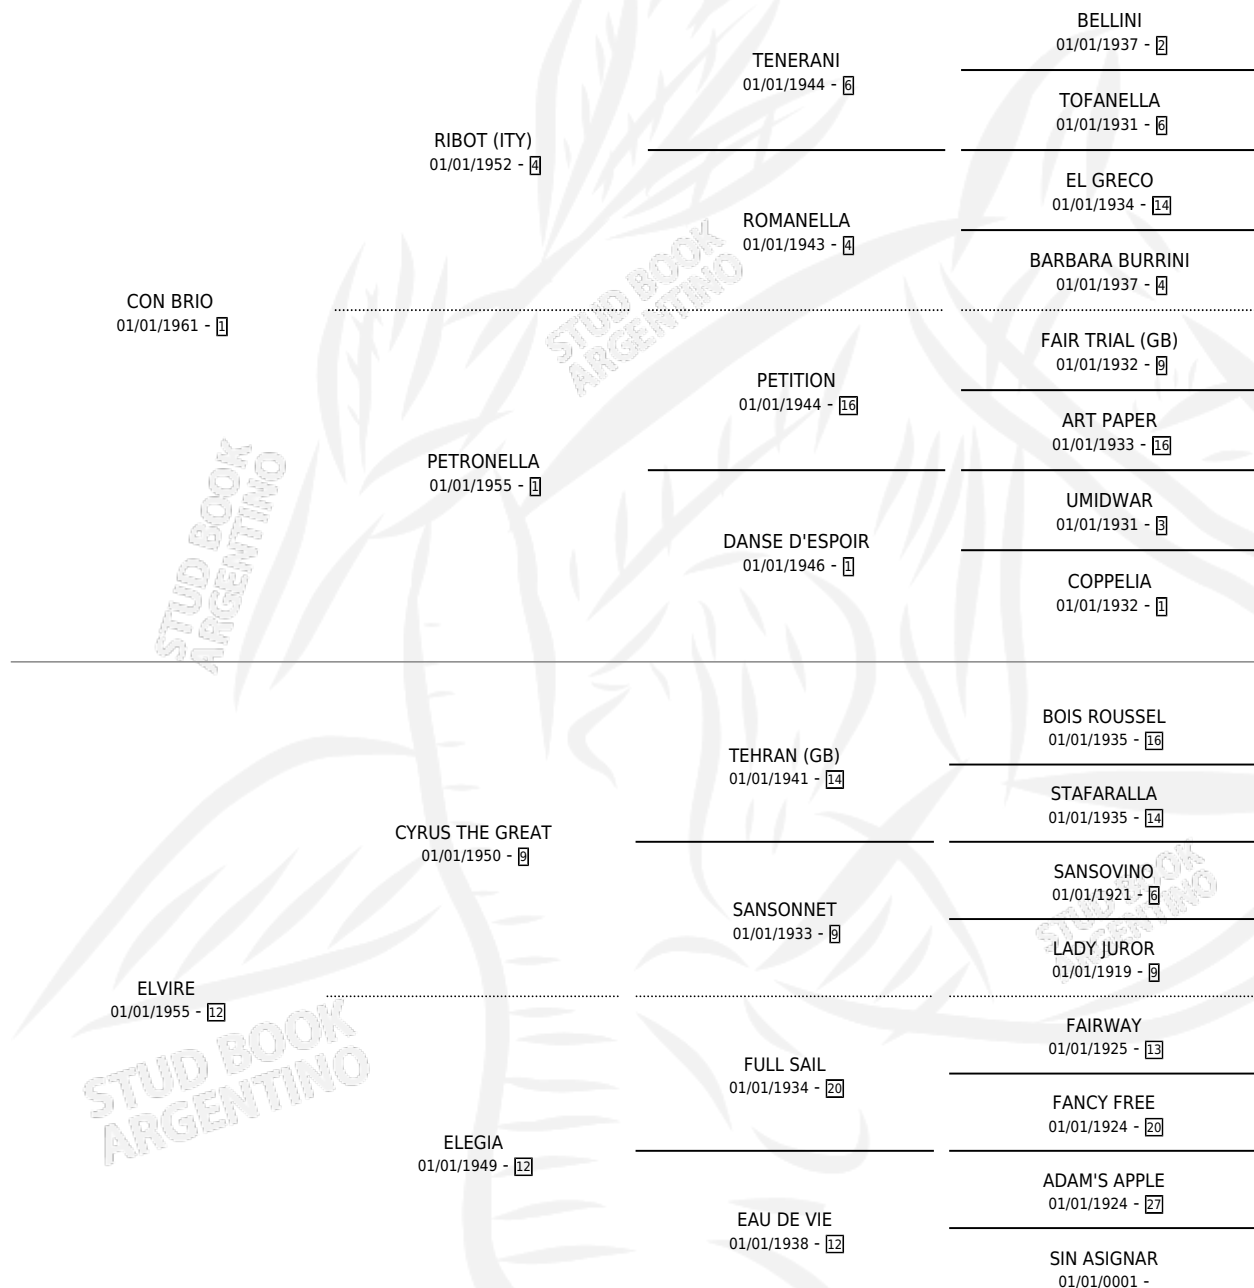 BELLINI
01/01/1937 - 2
TENERANI
01/01/1944 - 6
TOFANELLA
01/01/1931 - 6
RIBOT (ITY)
01/01/1952 - 4
EL GRECO
01/01/1934 - 14
ROMANELLA
01/01/1943 - 4
BARBARA BURRINI
01/01/1937 - 4
CON BRIO
01/01/1961 - 1
FAIR TRIAL (GB)
01/01/1932 - 9
PETITION
01/01/1944 - 16
ART PAPER
01/01/1933 - 16
PETRONELLA
01/01/1955 - 1
UMIDWAR
01/01/1931 - 3
DANSE D'ESPOIR
01/01/1946 - 1
COPPELIA
01/01/1932 - 1
BOIS ROUSSEL
01/01/1935 - 16
TEHRAN (GB)
01/01/1941 - 14
STAFARALLA
01/01/1935 - 14
CYRUS THE GREAT
01/01/1950 - 9
SANSOVINO
01/01/1921 - 6
SANSONNET
01/01/1933 - 9
LADY JUROR
01/01/1919 - 9
ELVIRE
01/01/1955 - 12
FAIRWAY
01/01/1925 - 13
FULL SAIL
01/01/1934 - 20
FANCY FREE
01/01/1924 - 20
ELEGIA
01/01/1949 - 12
ADAM'S APPLE
01/01/1924 - 27
EAU DE VIE
01/01/1938 - 12
SIN ASIGNAR
01/01/0001 -
STUD BOOK
ARGENTINO
STUD BOOK
ARGENTINO
STUD BOOK
ARGENTINO
STUD BOOK
ARGENTINO